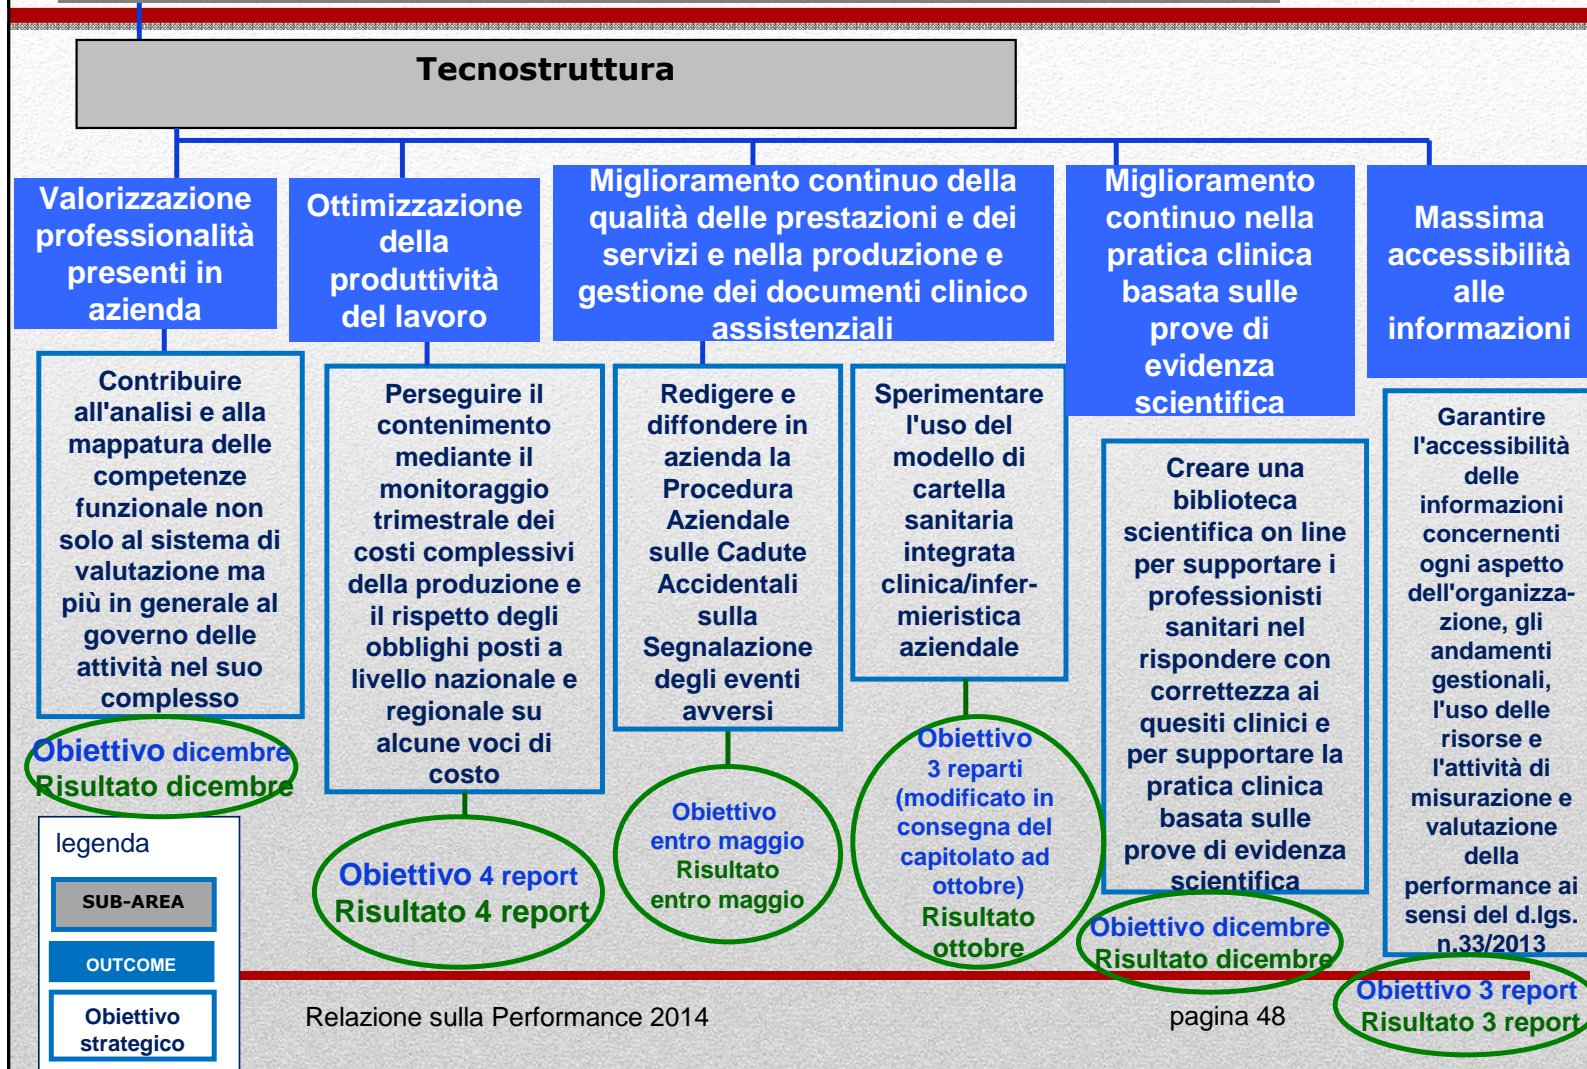 Tecnostruttura
Valorizzazione
professionalità
presenti in
azienda
Ottimizzazione
della
produttività
del lavoro
Miglioramento continuo della
qualità delle prestazioni e dei
servizi e nella produzione e
gestione dei documenti clinico
assistenziali
Miglioramento
continuo nella
pratica clinica
basata sulle
prove di
evidenza
scientifica
Massima
accessibilità
alle
informazioni
Contribuire
all'analisi e alla
mappatura delle
competenze
funzionale non
solo al sistema di
valutazione ma
più in generale al
governo delle
attività nel suo
complesso
Obiettivo dicembre
Risultato dicembre
Perseguire il
contenimento
mediante il
monitoraggio
trimestrale dei
costi complessivi
della produzione e
il rispetto degli
obblighi posti a
livello nazionale e
regionale su
alcune voci di
costo
Obiettivo 4 report
Risultato 4 report
Redigere e
diffondere in
azienda la
Procedura
Aziendale
sulle Cadute
Accidentali
sulla
Segnalazione
degli eventi
avversi
Obiettivo
entro maggio
Risultato
entro maggio
Sperimentare
l'uso del
modello di
cartella
sanitaria
integrata
clinica/infer-
mieristica
aziendale
Obiettivo
3 reparti
(modificato in
consegna del
capitolato ad
ottobre)
Risultato
ottobre
Creare una
biblioteca
scientifica on line
per supportare i
professionisti
sanitari nel
rispondere con
correttezza ai
quesiti clinici e
per supportare la
pratica clinica
basata sulle
prove di evidenza
scientifica
Obiettivo dicembre
Risultato dicembre
Garantire
l'accessibilità
delle
informazioni
concernenti
ogni aspetto
dell'organizza-
zione, gli
andamenti
gestionali,
l'uso delle
risorse e
l'attività di
misurazione e
valutazione
della
performance ai
sensi del d.lgs.
n.33/2013
Obiettivo 3 report
Risultato 3 report
legenda
SUB-AREA
OUTCOME
Obiettivo
strategico
Relazione sulla Performance 2014
pagina 48